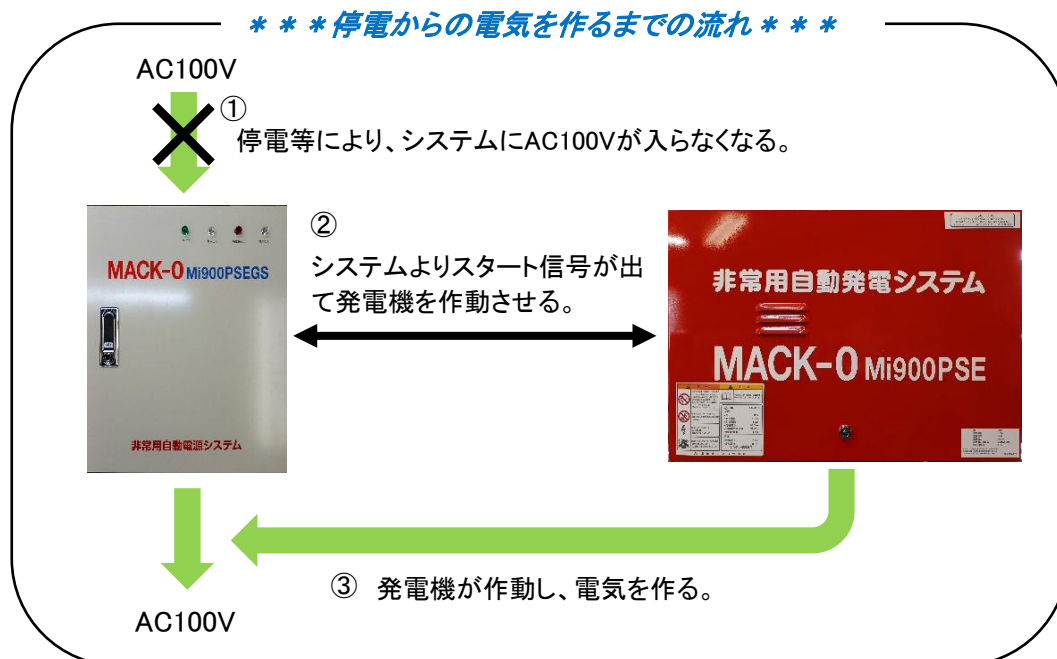 ＊＊＊停電からの電気を作るまでの流れ＊＊＊
AC100V
①
停電等により、システムにAC100Vが入らなくなる。
②
システムよりスタート信号が出
て発電機を作動させる。
MACK-O Mi900PSEGS
非常用自動電源システム
非常用自動発電システム
MACK-O Mi900PSE
③ 発電機が作動し、電気を作る。
AC100V